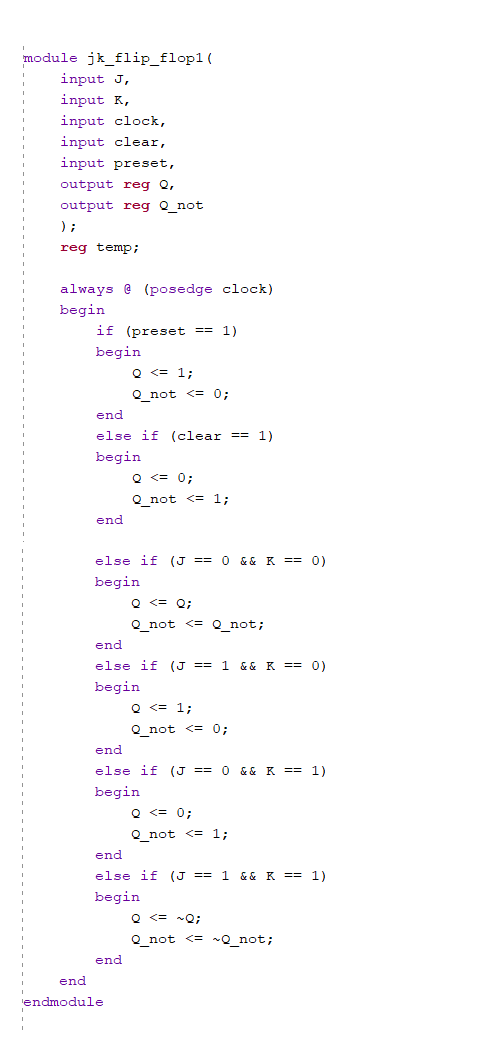 module jk_flip_flop1(
    input J,
    input K,
    input clock,
    input clear,
    input preset,
    output reg Q,
    output reg Q_not
    );
    reg temp;

    always @ (posedge clock)
    begin
        if (preset == 1)
        begin
            Q <= 1;
            Q_not <= 0;
        end
        else if (clear == 1)
        begin
            Q <= 0;
            Q_not <= 1;
        end

        else if (J == 0 && K == 0)
        begin
            Q <= Q;
            Q_not <= Q_not;
        end
        else if (J == 1 && K == 0)
        begin
            Q <= 1;
            Q_not <= 0;
        end
        else if (J == 0 && K == 1)
        begin
            Q <= 0;
            Q_not <= 1;
        end
        else if (J == 1 && K == 1)
        begin
            Q <= ~Q;
            Q_not <= ~Q_not;
        end
    end
endmodule